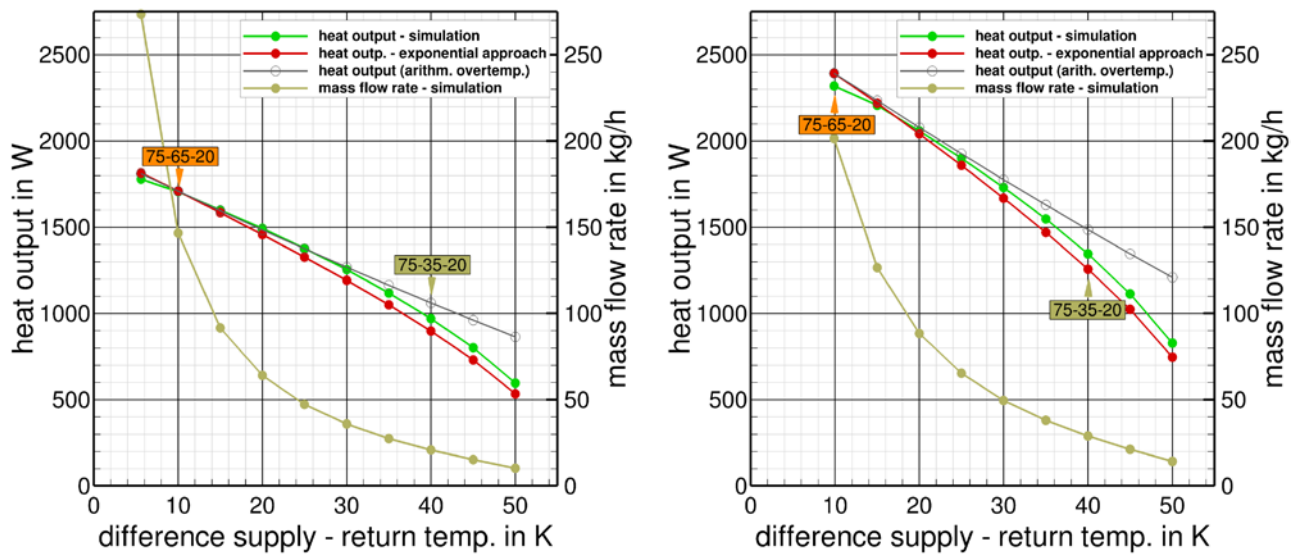 heat output in W
2500
2000
1500
1000
500
0
heat output - simulation
heat outp. - exponential approach
heat output (arithm. overtemp.)
mass flow rate - simulation
75-65-20
75-35-20
250
200
150
100
50
0
mass flow rate in kg/h
0 10 20 30 40 50
difference supply - return temp. in K
heat output in W
2500
2000
1500
1000
500
0
heat output - simulation
heat outp. - exponential approach
heat output (arith. overtemp.)
mass flow rate - simulation
75-65-20
75-35-20
250
200
150
100
50
0
mass flow rate in kg/h
0 10 20 30 40 50
difference supply - return temp. in K